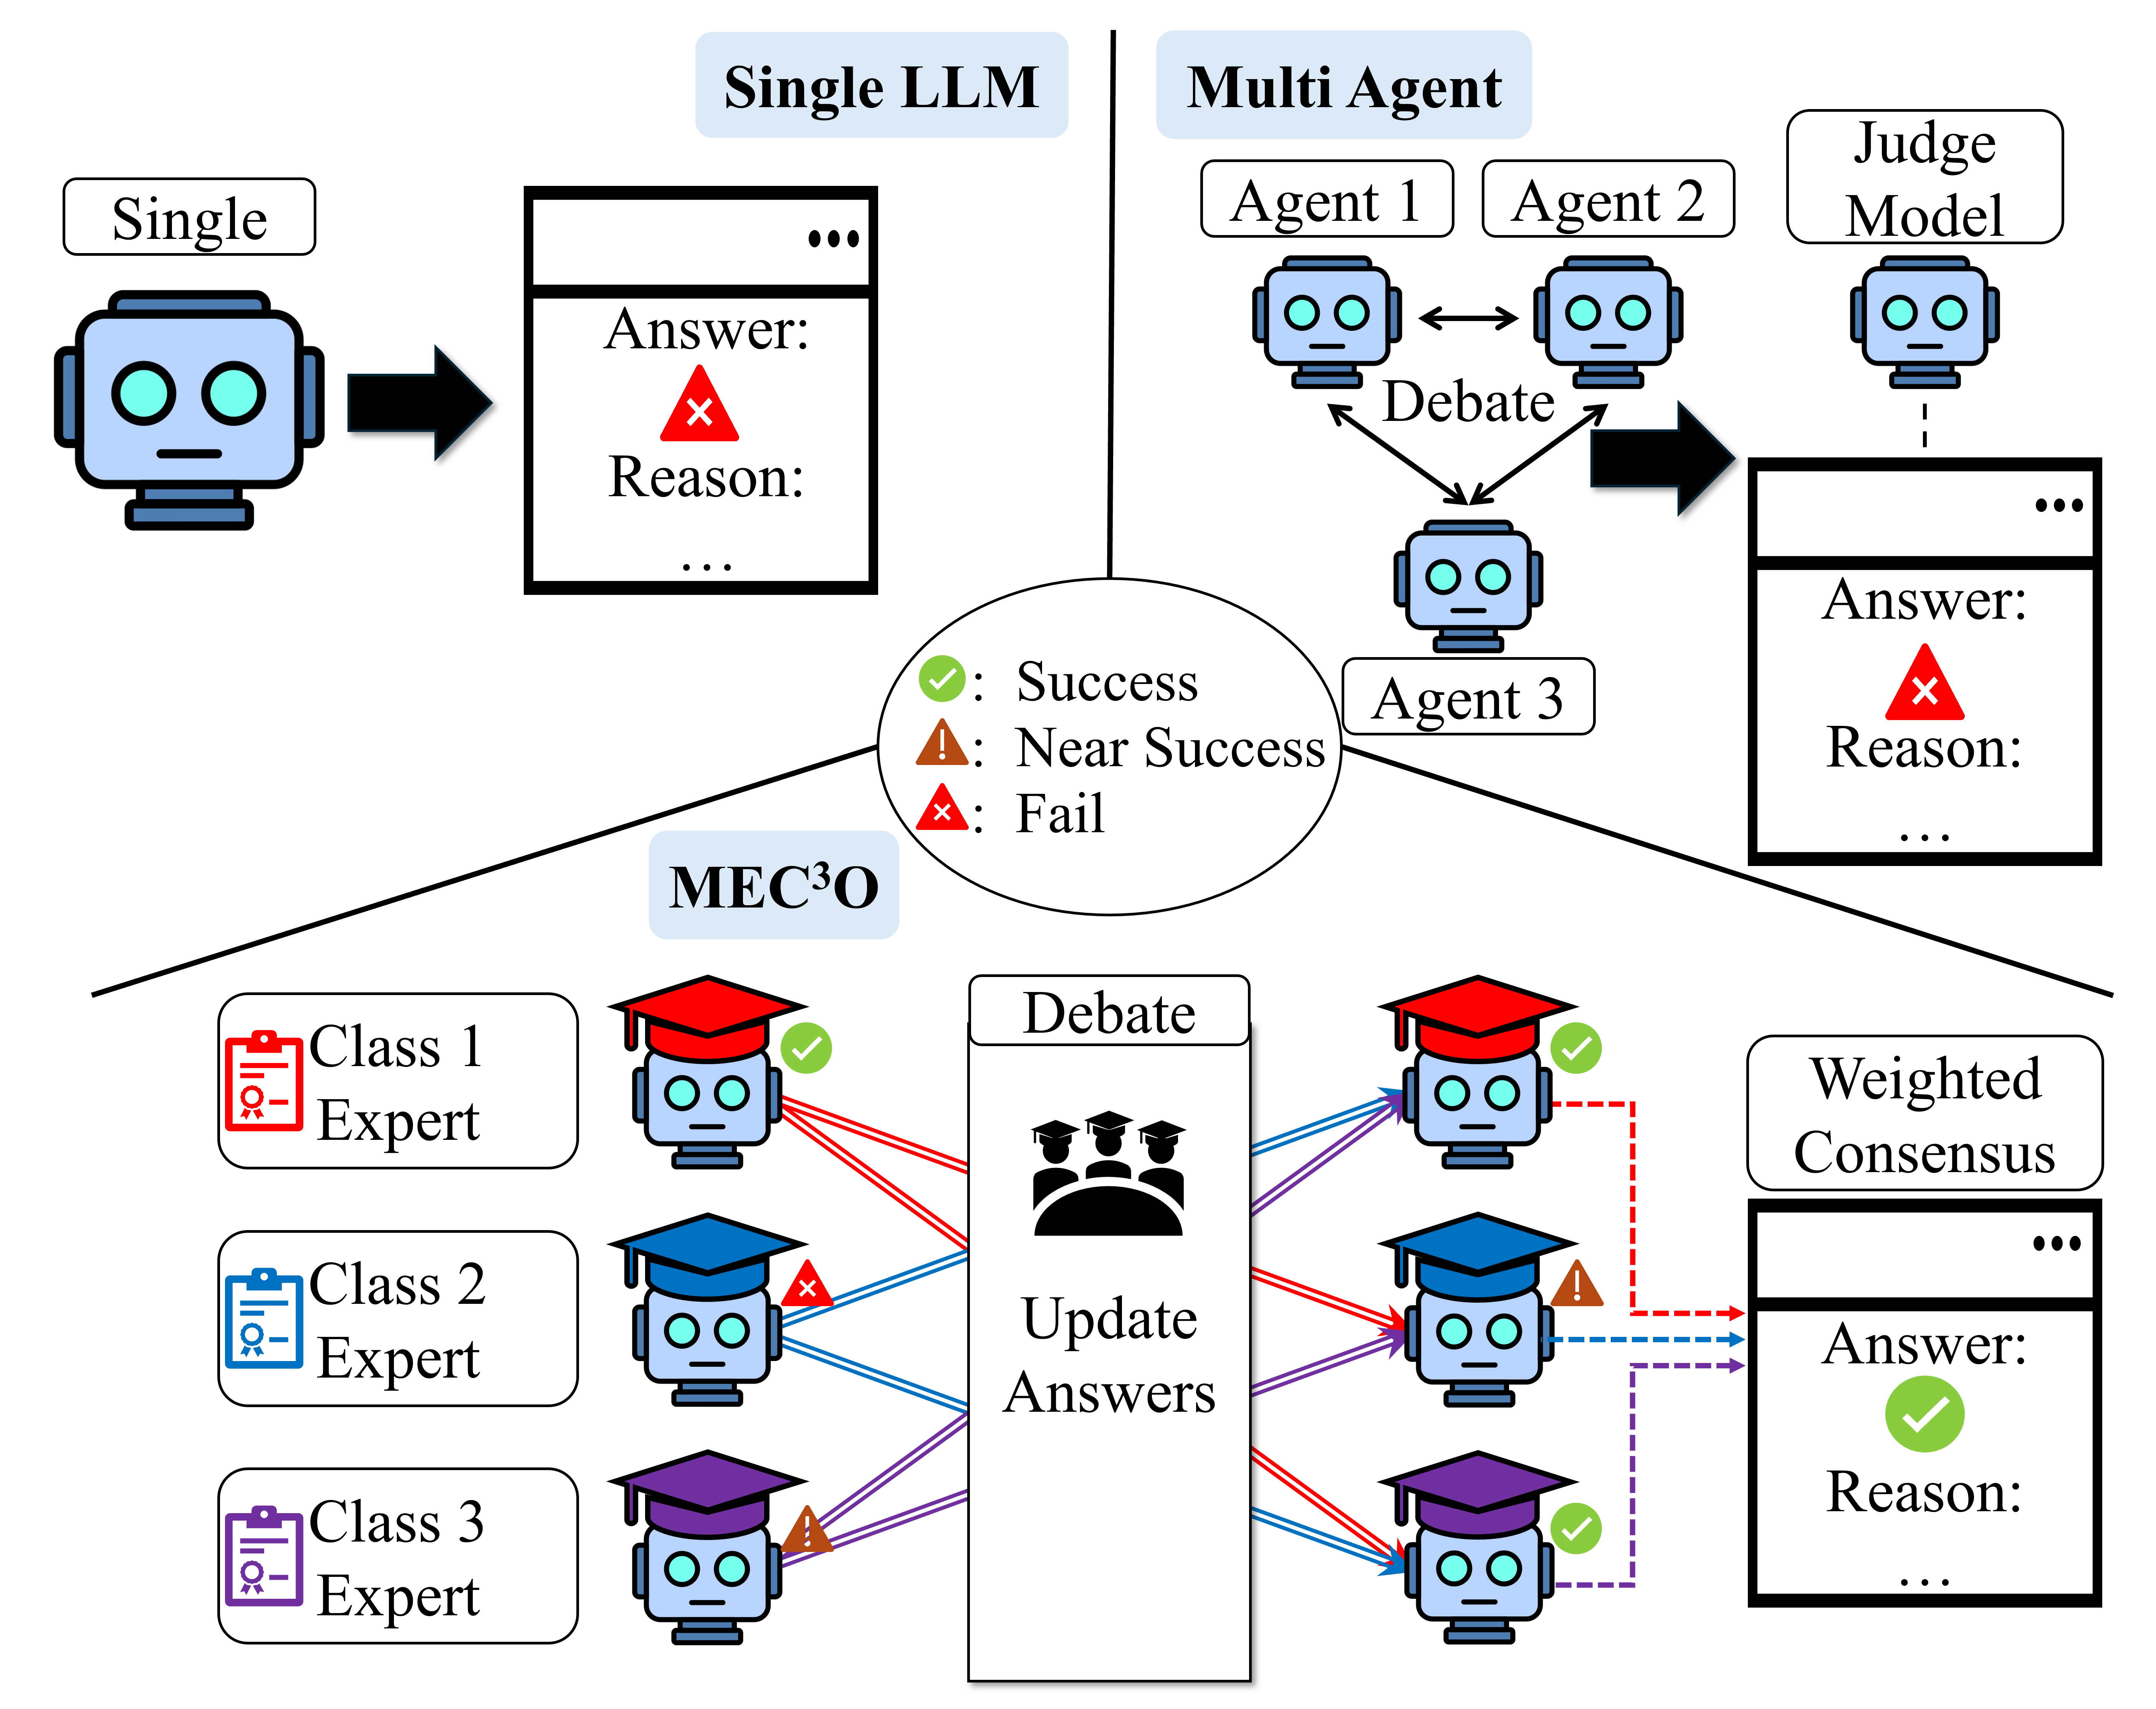 Single LLM
Single
Answer:
Reason:
...
Multi Agent
Agent 1
Agent 2
Judge
Model
Debate
Agent 3
Answer:
Reason:
...
: Success
: Near Success
: Fail
MEC³O
Class 1
Expert
Class 2
Expert
Class 3
Expert
Debate
Update
Answers
Weighted
Consensus
Answer:
Reason:
...